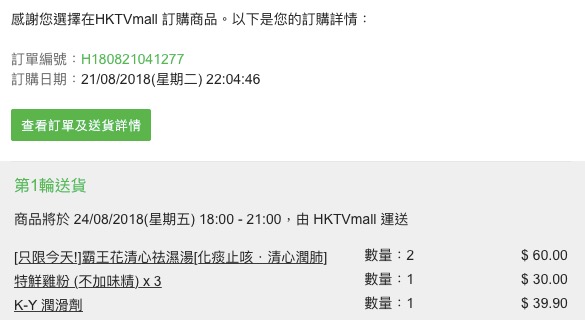 感謝您選擇在HKTVmall 訂購商品。以下是您的訂購詳情：
訂單編號：H180821041277
訂購日期：21/08/2018(星期二) 22:04:46
查看訂單及送貨詳情
第1輪送貨
商品將於 24/08/2018(星期五) 18:00 - 21:00，由 HKTVmall 運送
[只限今天!]霸王花清心祛濕湯[化痰止咳．清心潤肺] 數量：2 $ 60.00
特鮮雞粉 (不加味精) x 3 數量：1 $ 30.00
K-Y 潤滑劑 數量：1 $ 39.90